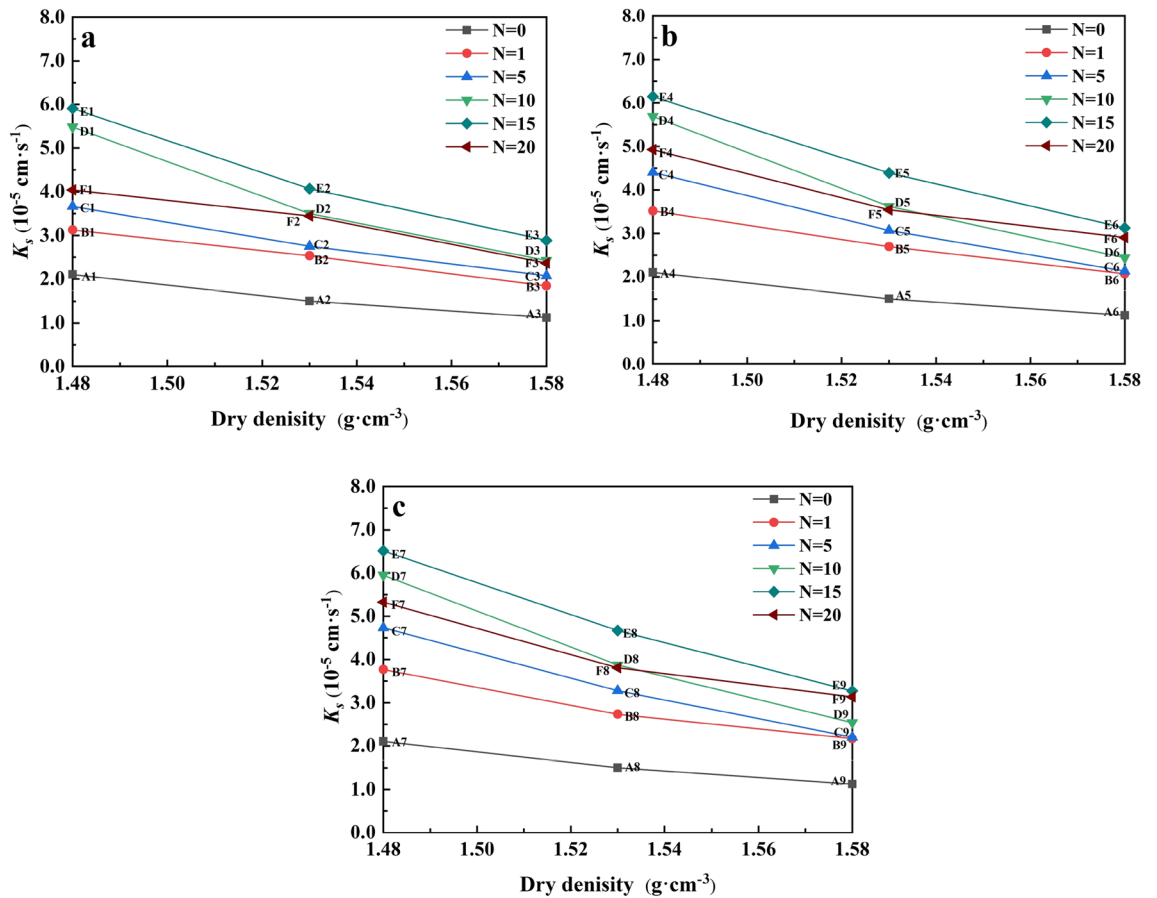 a
8.0
7.0
6.0
5.0
4.0
3.0
2.0
1.0
0.0
K_s (10^-5 cm·s^-1)
N=0
N=1
N=5
N=10
N=15
N=20
E1
D1
F1
C1
B1
A1
E2
D2
F2
C2
B2
A2
E3
D3
F3
C3
B3
A3
1.48 1.50 1.52 1.54 1.56 1.58
Dry denisity (g·cm^-3)
b
8.0
7.0
6.0
5.0
4.0
3.0
2.0
1.0
0.0
K_s (10^-5 cm·s^-1)
N=0
N=1
N=5
N=10
N=15
N=20
E4
D4
F4
C4
B4
A4
E5
D5
F5
C5
B5
A5
E6
F6
D6
C6
B6
A6
1.48 1.50 1.52 1.54 1.56 1.58
Dry denisity (g·cm^-3)
c
8.0
7.0
6.0
5.0
4.0
3.0
2.0
1.0
0.0
K_s (10^-5 cm·s^-1)
N=0
N=1
N=5
N=10
N=15
N=20
E7
D7
F7
C7
B7
A7
E8
D8
F8
C8
B8
A8
E9
F9
D9
C9
B9
A9
1.48 1.50 1.52 1.54 1.56 1.58
Dry denisity (g·cm^-3)